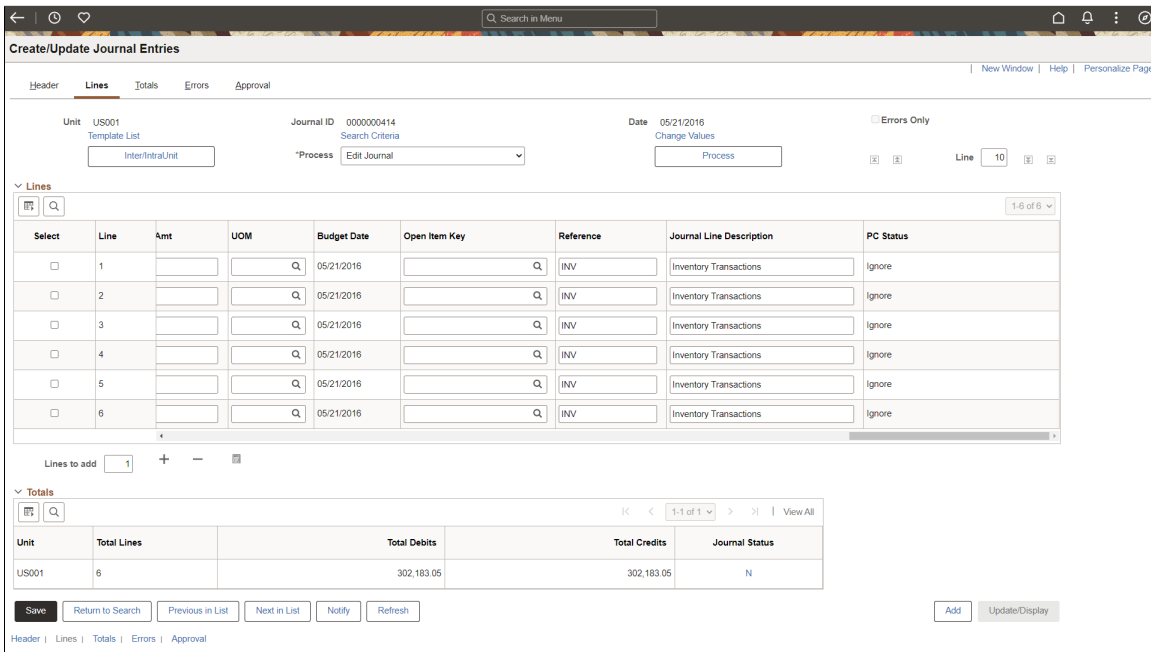 Search in Menu
Create/Update Journal Entries
| New Window | Help | Personalize Page
Header Lines Totals Errors Approval
Unit US001 Journal ID 0000000414 Date 05/21/2016 Errors Only
Template List Search Criteria Change Values
Inter/IntraUnit *Process Edit Journal Process Line 10
Lines
1-6 of 6
Select Line Amt UOM Budget Date Open Item Key Reference Journal Line Description PC Status
1 05/21/2016 INV Inventory Transactions Ignore
2 05/21/2016 INV Inventory Transactions Ignore
3 05/21/2016 INV Inventory Transactions Ignore
4 05/21/2016 INV Inventory Transactions Ignore
5 05/21/2016 INV Inventory Transactions Ignore
6 05/21/2016 INV Inventory Transactions Ignore
Lines to add 1
Totals
1-1 of 1 | View All
Unit Total Lines Total Debits Total Credits Journal Status
US001 6 302,183.05 302,183.05 N
Save Return to Search Previous in List Next in List Notify Refresh Add Update/Display
Header | Lines | Totals | Errors | Approval